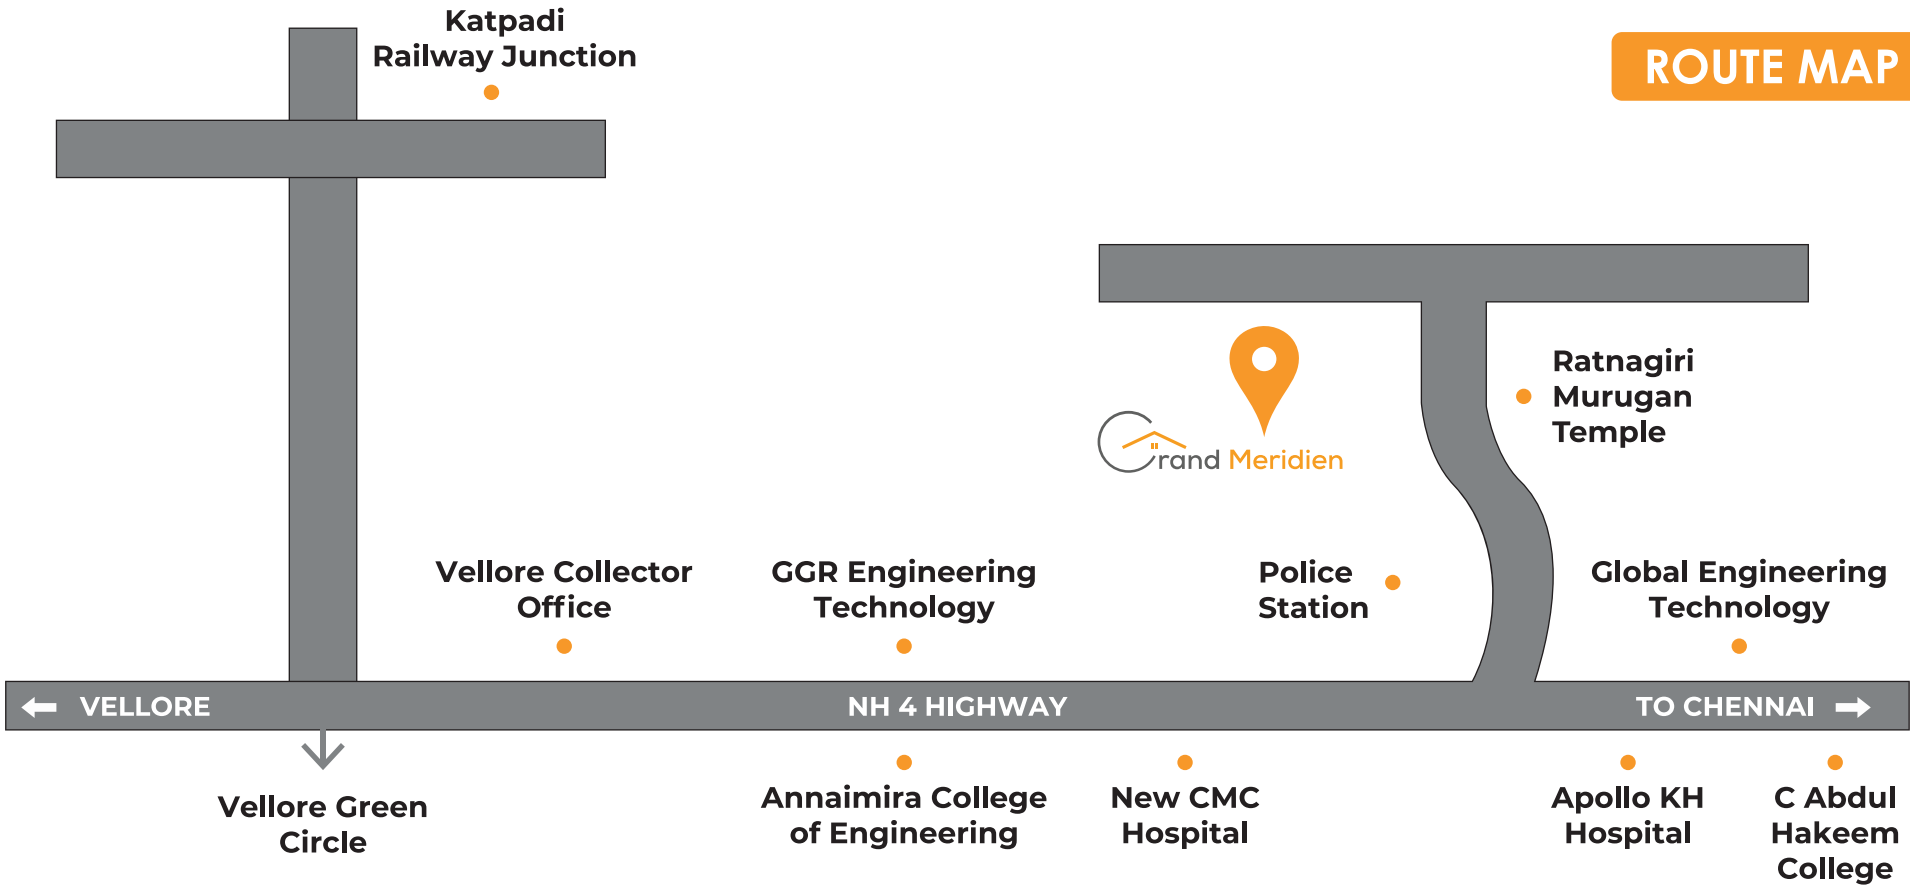 Katpadi
Railway Junction
ROUTE MAP
Ratnagiri
Murugan
Temple
Grand Meridien
Vellore Collector
Office
GGR Engineering
Technology
Police
Station
Global Engineering
Technology
VELLORE
NH 4 HIGHWAY
TO CHENNAI
Vellore Green
Circle
Annaimira College
of Engineering
New CMC
Hospital
Apollo KH
Hospital
C Abdul
Hakeem
College